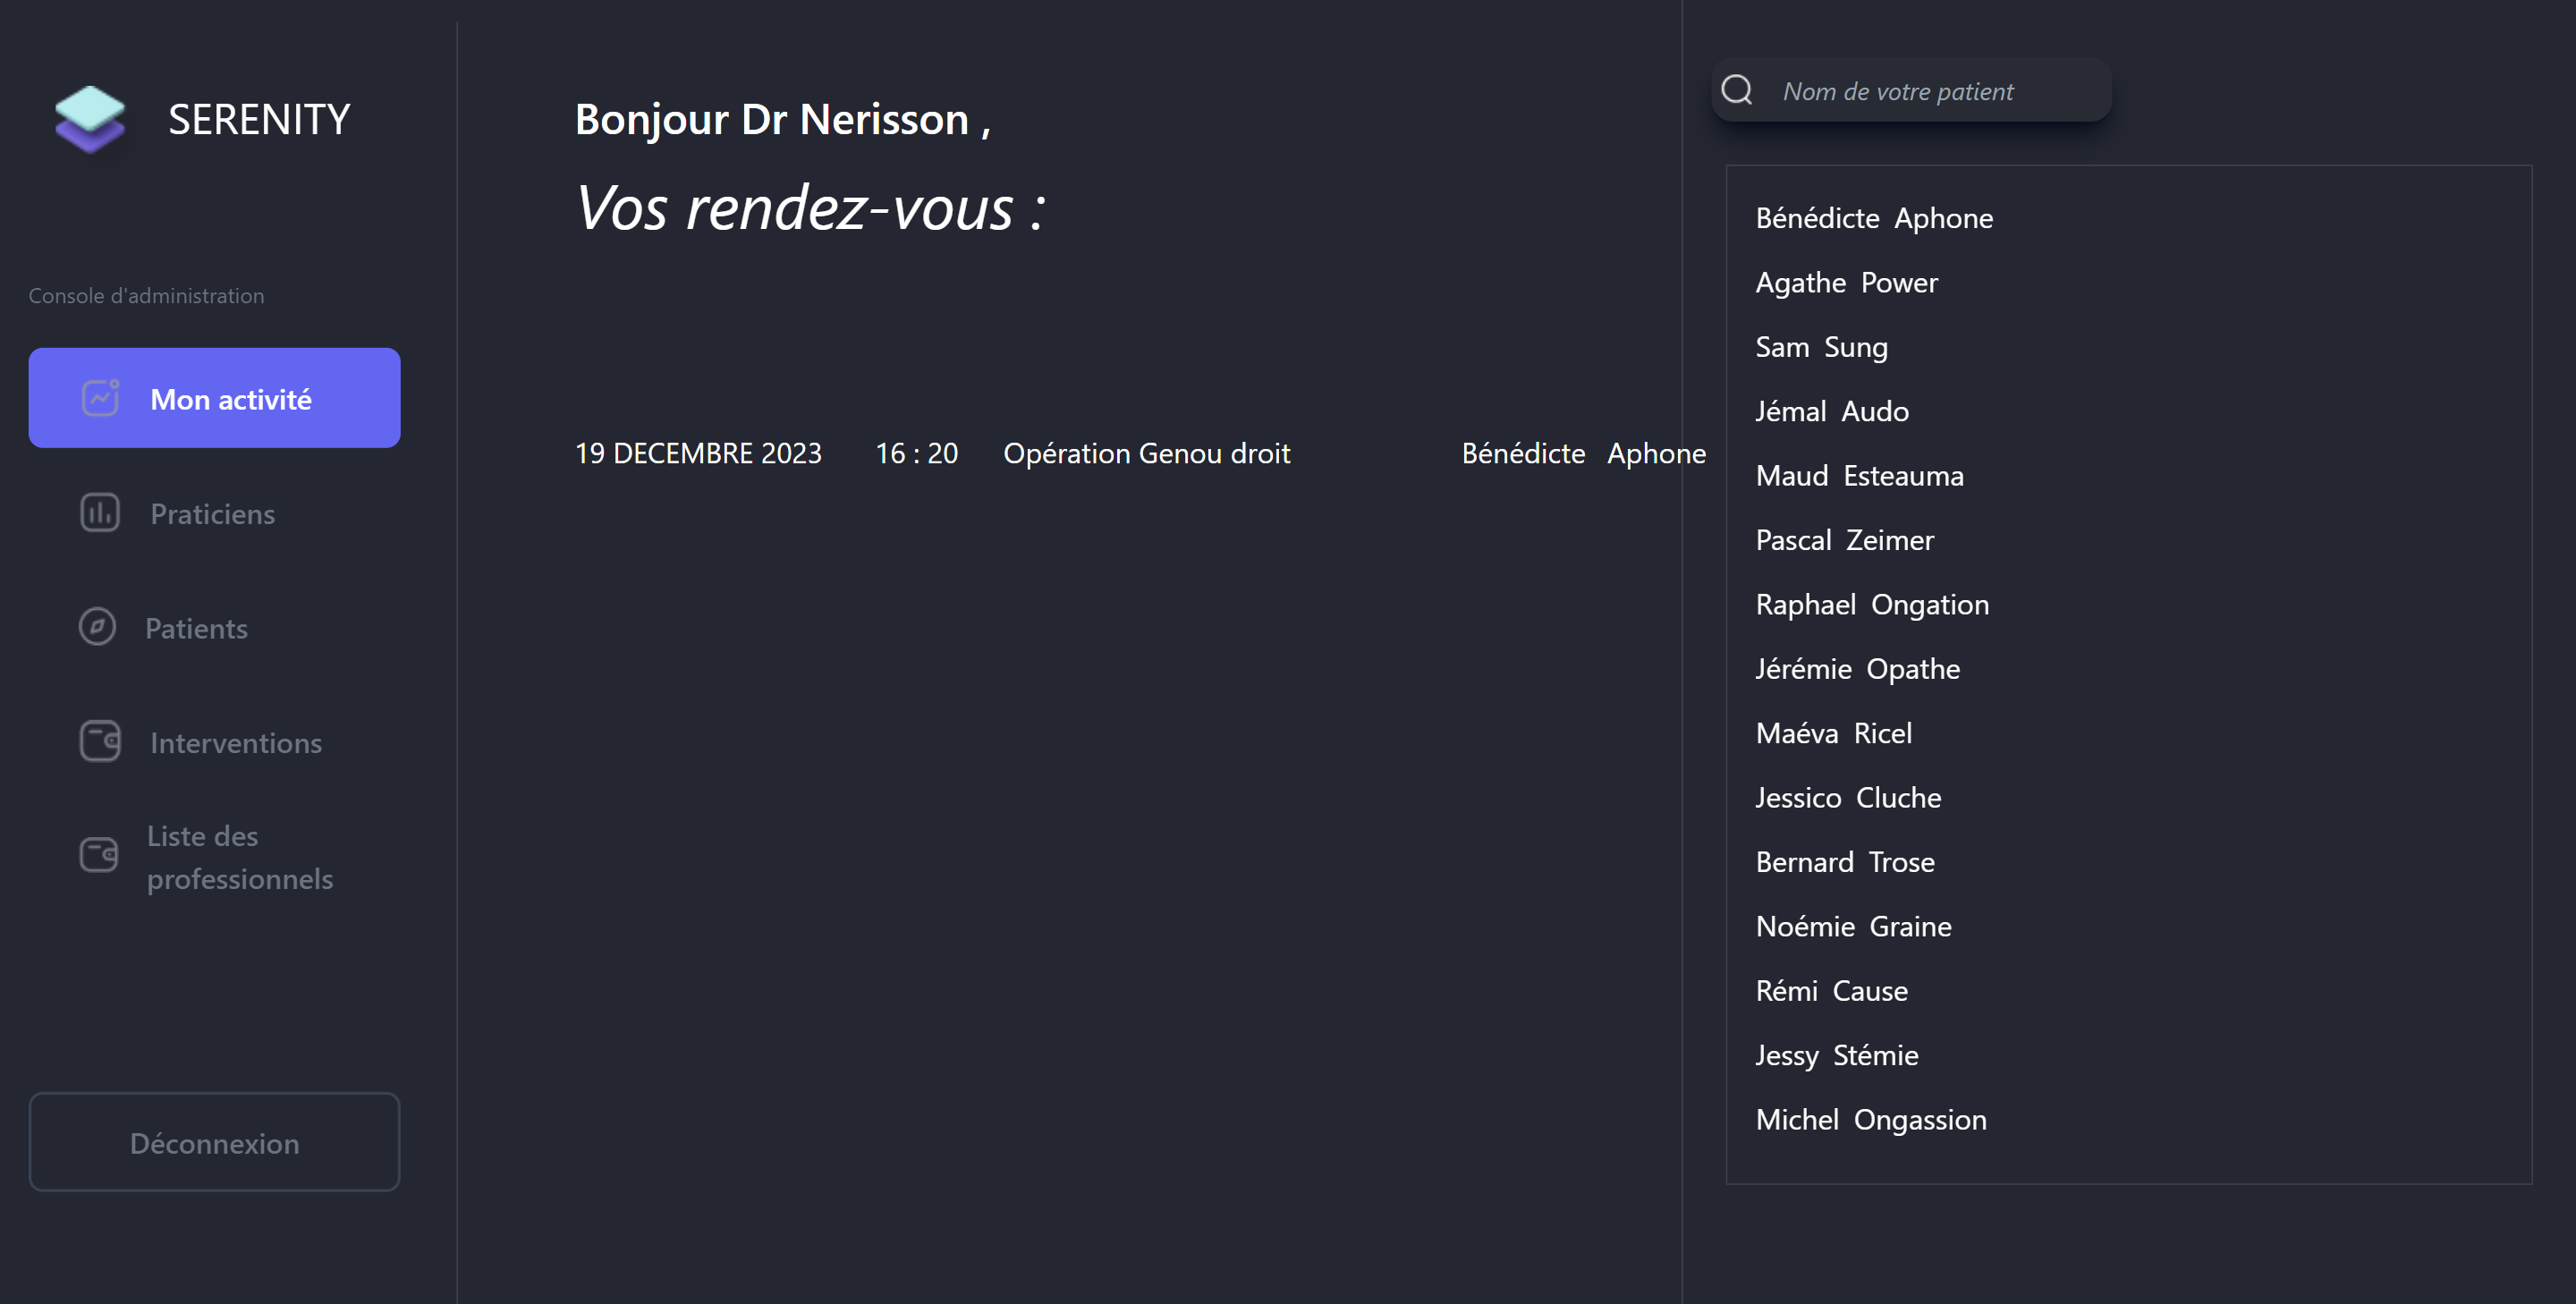 SERENITY
Console d'administration
Mon activité
Praticiens
Patients
Interventions
Liste des
professionnels
Déconnexion
Bonjour Dr Nerisson ,
Vos rendez-vous :
19 DECEMBRE 2023 16 : 20 Opération Genou droit Bénédicte Aphone
Nom de votre patient
Bénédicte Aphone
Agathe Power
Sam Sung
Jémal Audo
Maud Esteauma
Pascal Zeimer
Raphael Ongation
Jérémie Opathe
Maéva Ricel
Jessico Cluche
Bernard Trose
Noémie Graine
Rémi Cause
Jessy Stémie
Michel Ongassion